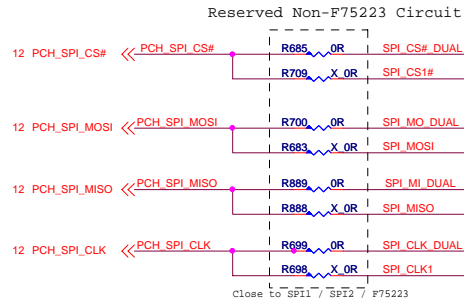 Reserved Non-F75223 Circuit
12 PCH_SPI_CS# PCH_SPI_CS# R685 0R SPI_CS#_DUAL
R709 X_0R SPI_CS1#
12 PCH_SPI_MOSI PCH_SPI_MOSI R700 0R SPI_MO_DUAL
R683 X_0R SPI_MOSI
12 PCH_SPI_MISO PCH_SPI_MISO R889 0R SPI_MI_DUAL
R888 X_0R SPI_MISO
12 PCH_SPI_CLK PCH_SPI_CLK R699 0R SPI_CLK_DUAL
R698 X_0R SPI_CLK1
Close to SPI1 / SPI2 / F75223